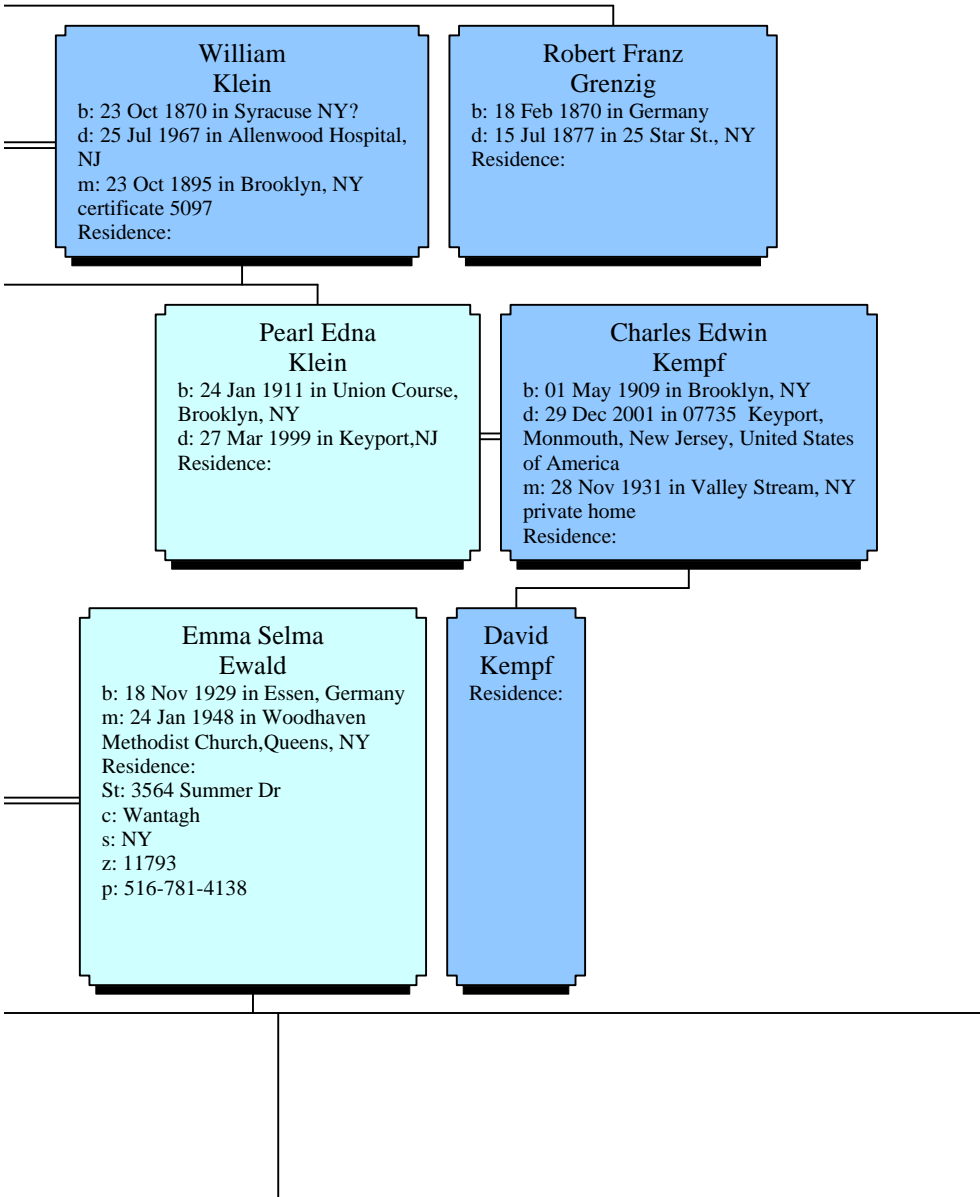 William
Klein
b: 23 Oct 1870 in Syracuse NY?
d: 25 Jul 1967 in Allenwood Hospital,
NJ
m: 23 Oct 1895 in Brooklyn, NY
certificate 5097
Residence:
Robert Franz
Grenzig
b: 18 Feb 1870 in Germany
d: 15 Jul 1877 in 25 Star St., NY
Residence:
Pearl Edna
Klein
b: 24 Jan 1911 in Union Course,
Brooklyn, NY
d: 27 Mar 1999 in Keyport,NJ
Residence:
Charles Edwin
Kempf
b: 01 May 1909 in Brooklyn, NY
d: 29 Dec 2001 in 07735  Keyport,
Monmouth, New Jersey, United States
of America
m: 28 Nov 1931 in Valley Stream, NY
private home
Residence:
Emma Selma
Ewald
b: 18 Nov 1929 in Essen, Germany
m: 24 Jan 1948 in Woodhaven
Methodist Church,Queens, NY
Residence:
St: 3564 Summer Dr
c: Wantagh
s: NY
z: 11793
p: 516-781-4138
David
Kempf
Residence: